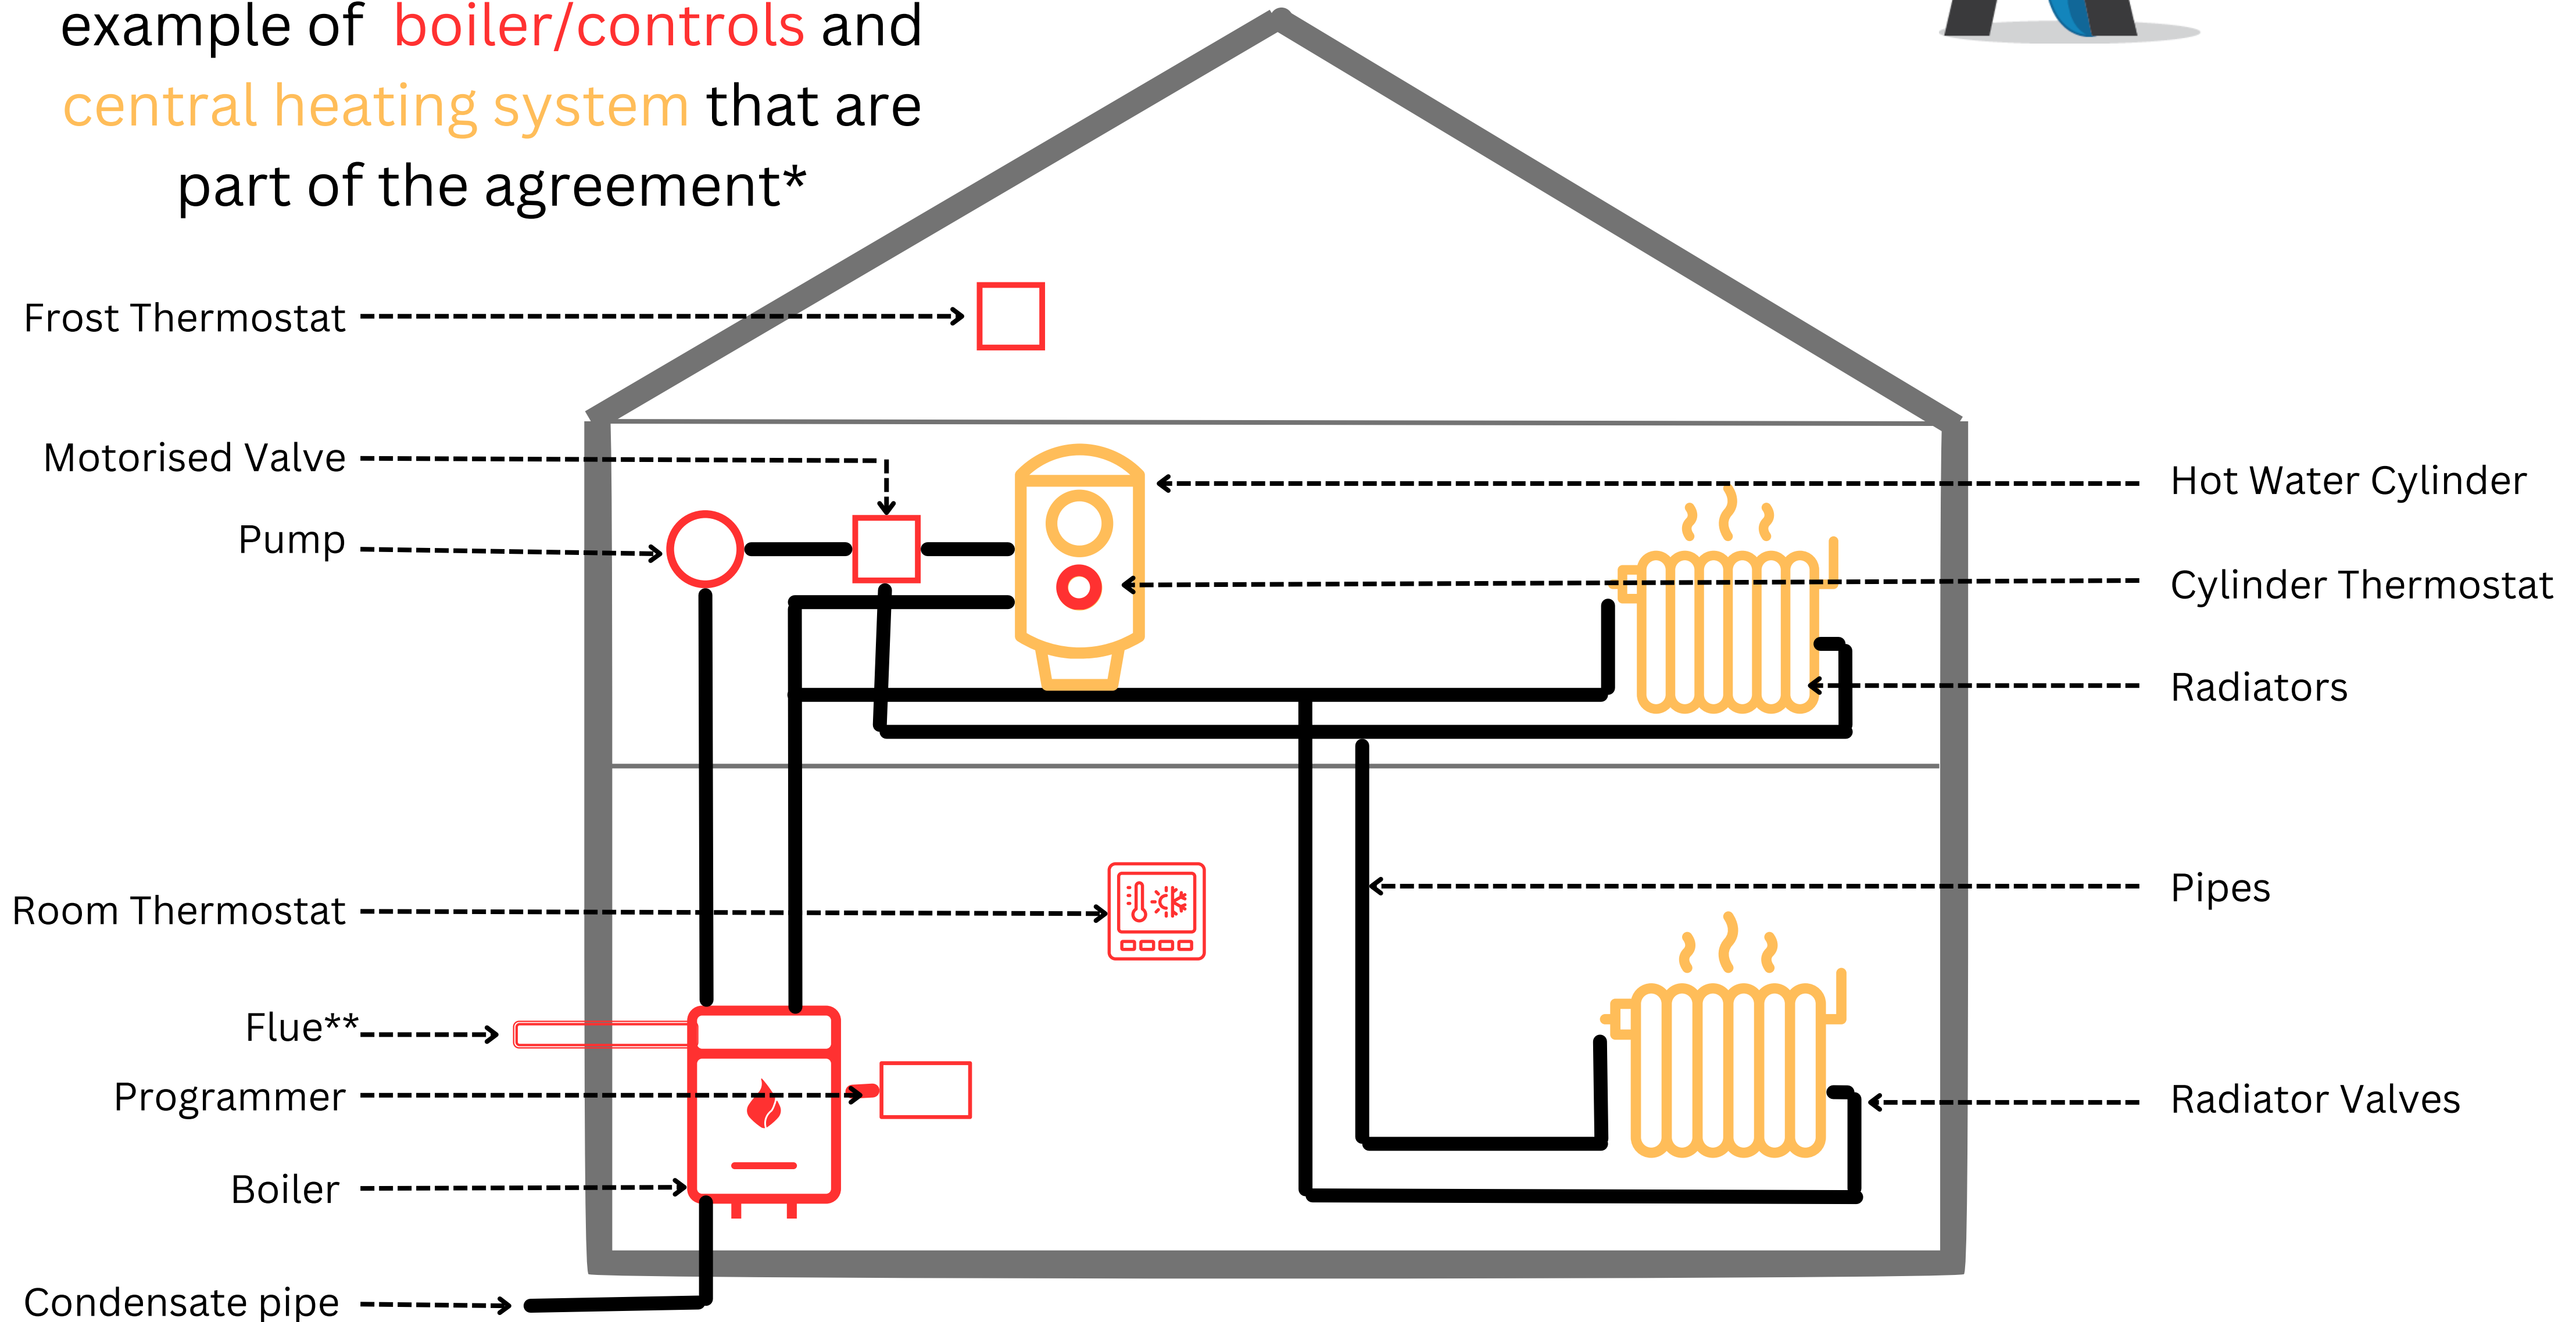 example of boiler/controls and
central heating system that are
part of the agreement*
Frost Thermostat
Motorised Valve
Pump
Room Thermostat
Flue**
Programmer
Boiler
Condensate pipe
Hot Water Cylinder
Cylinder Thermostat
Radiators
Pipes
Radiator Valves